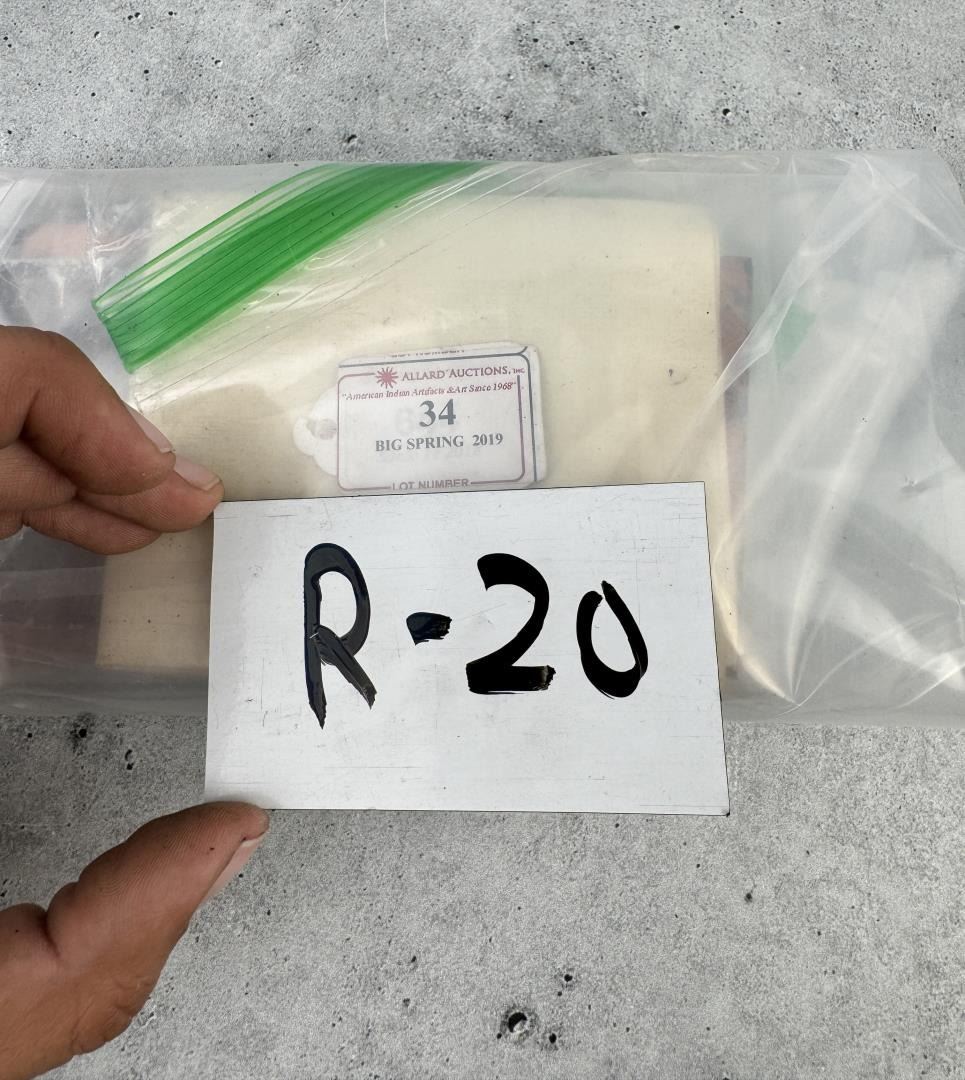 ALLARD AUCTIONS, INC
"American Indian Artifacts & Art Since 1968"
34
BIG SPRING 2019
LOT NUMBER
R-20